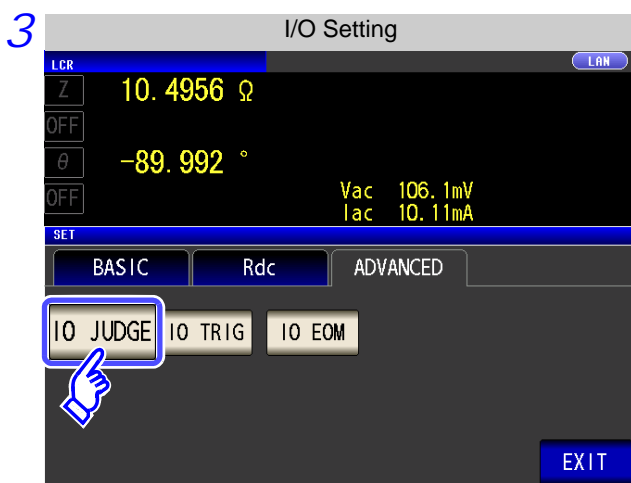 3
I/O Setting
LCR
LAN
Z 10.4956 Ω
OFF
θ -89.992 °
OFF
Vac 106.1mV
Iac 10.11mA
SET
BASIC Rdc ADVANCED
IO JUDGE IO TRIG IO EOM
EXIT